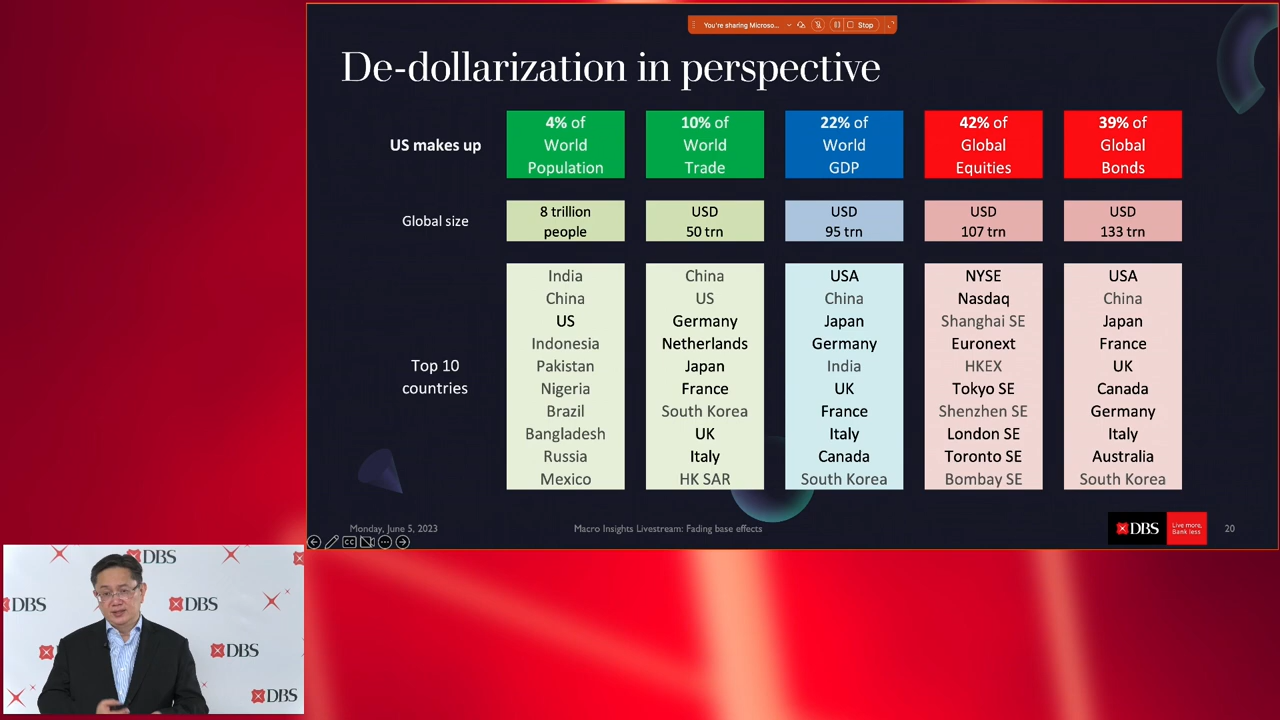 You're sharing Microso...
Stop
De-dollarization in perspective
US makes up
4% of
World
Population
10% of
World
Trade
22% of
World
GDP
42% of
Global
Equities
39% of
Global
Bonds
Global size
8 trillion
people
USD
50 trn
USD
95 trn
USD
107 trn
USD
133 trn
Top 10
countries
India
China
US
Indonesia
Pakistan
Nigeria
Brazil
Bangladesh
Russia
Mexico
China
US
Germany
Netherlands
Japan
France
South Korea
UK
Italy
HK SAR
USA
China
Japan
Germany
India
UK
France
Italy
Canada
South Korea
NYSE
Nasdaq
Shanghai SE
Euronext
HKEX
Tokyo SE
Shenzhen SE
London SE
Toronto SE
Bombay SE
USA
China
Japan
France
UK
Canada
Germany
Italy
Australia
South Korea
Monday, June 5, 2023
Macro Insights Livestream: Fading base effects
DBS
Live more,
Bank less
20
CC
DBS
DBS
DBS
DBS
DBS